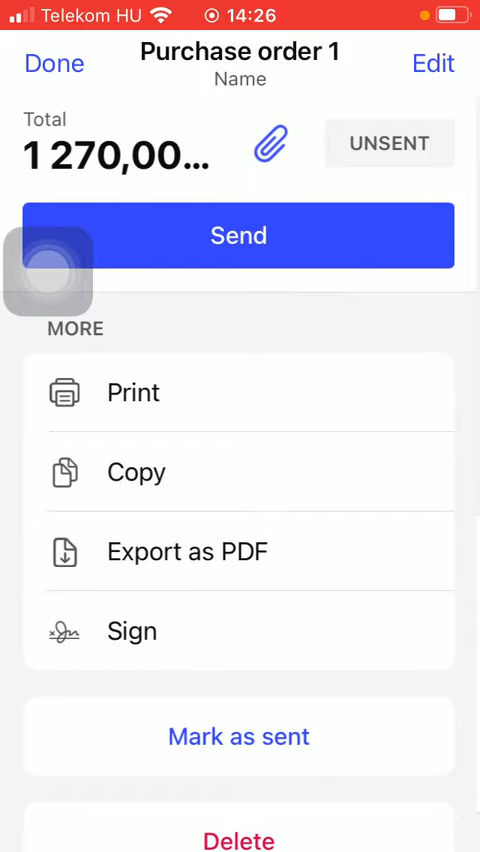 Telekom HU 14:26
Done Purchase order 1 Edit
Name
Total
1 270,00... UNSENT
Send
MORE
Print
Copy
Export as PDF
Sign
Mark as sent
Delete